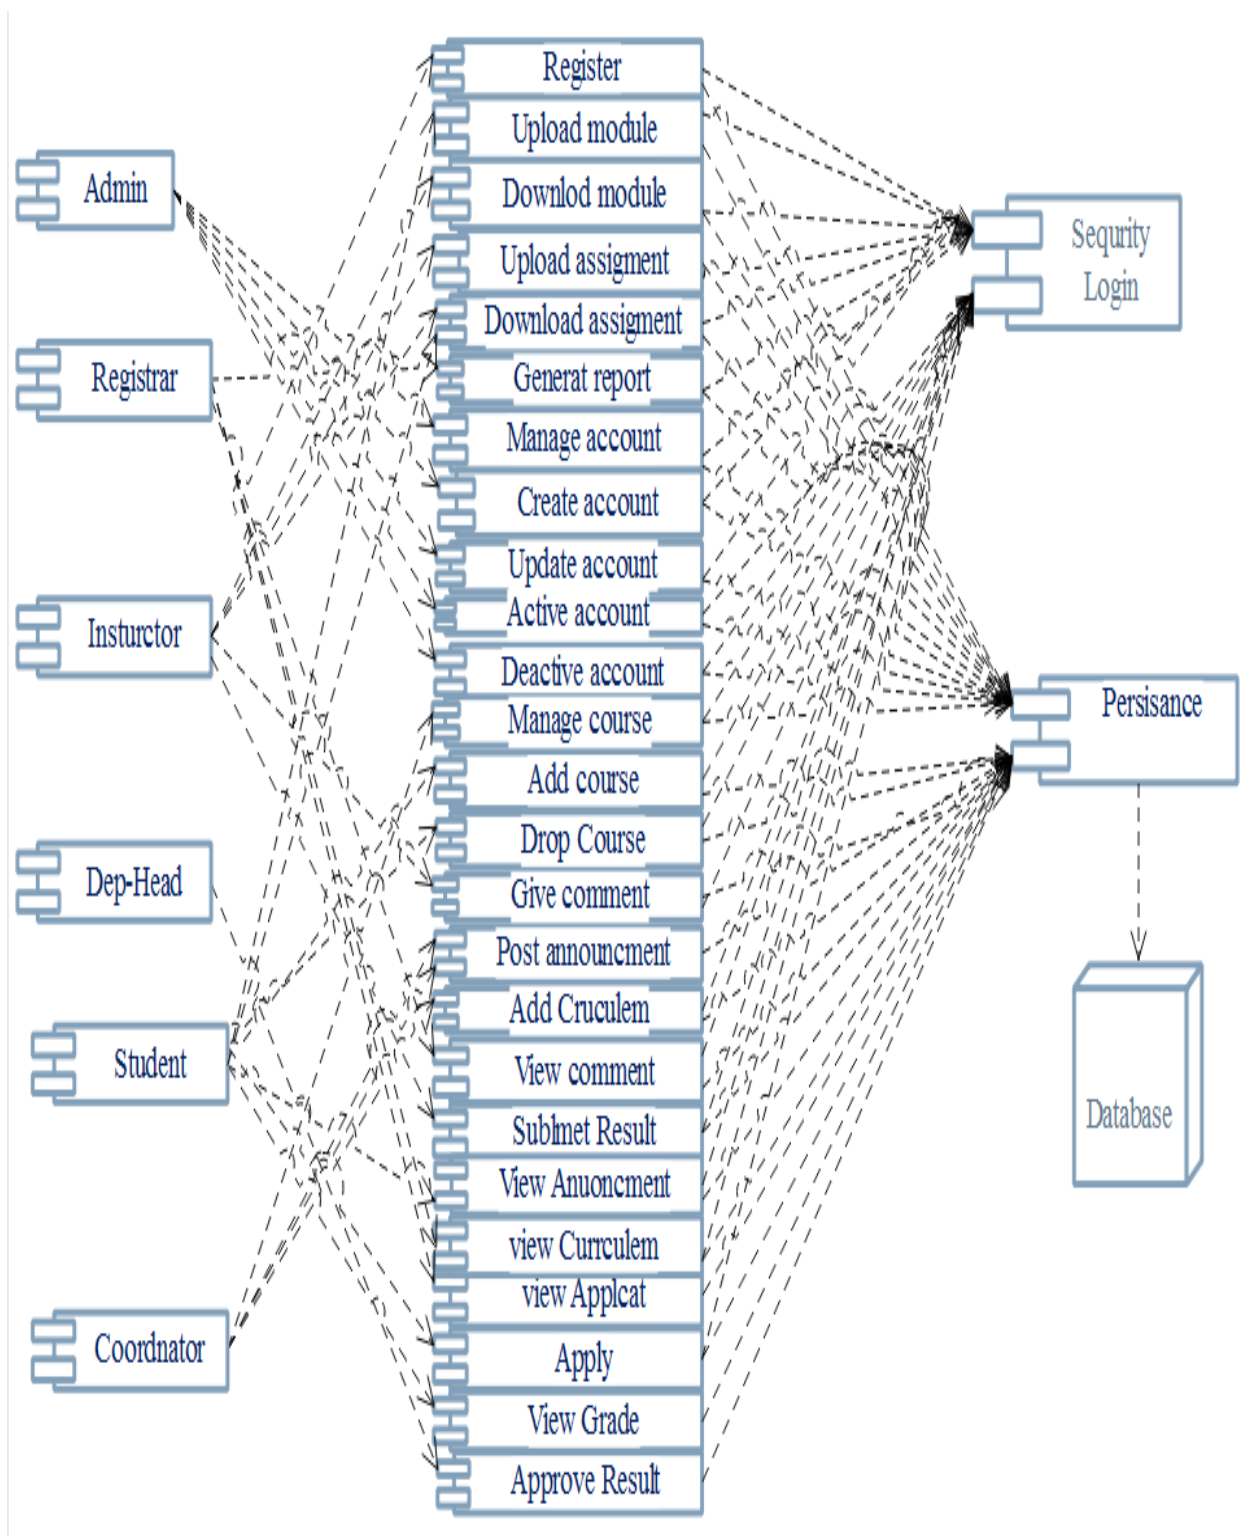 Admin
Registrar
Insturctor
Dep-Head
Student
Coordnator
Register
Upload module
Downlod module
Upload assigment
Download assigment
Generat report
Manage account
Create account
Update account
Active account
Deactive account
Manage course
Add course
Drop Course
Give comment
Post announcment
Add Cruculem
View comment
Sublmet Result
View Anuoncment
view Currculem
view Applcat
Apply
View Grade
Approve Result
Sequrity
Login
Persisance
Database